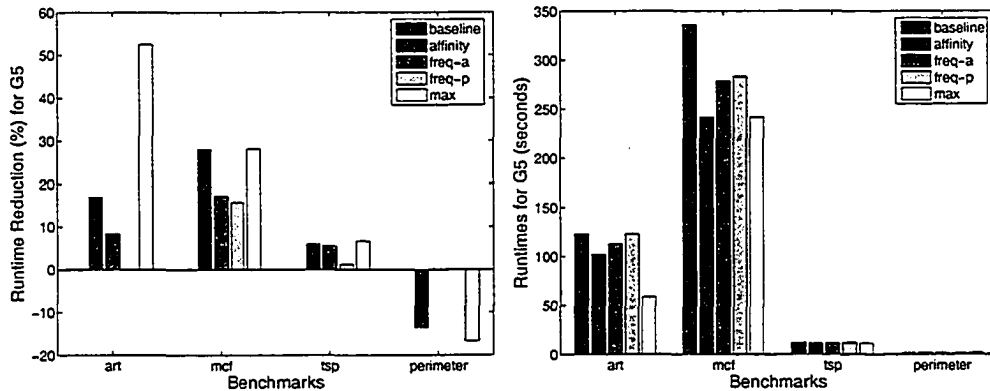 Runtime Reduction (%) for G5
60
50
40
30
20
10
0
−10
−20
baseline
affinity
freq−a
freq−p
max
art
mcf
tsp
perimeter
Benchmarks
Runtimes for G5 (seconds)
350
300
250
200
150
100
50
0
baseline
affinity
freq−a
freq−p
max
art
mcf
tsp
perimeter
Benchmarks